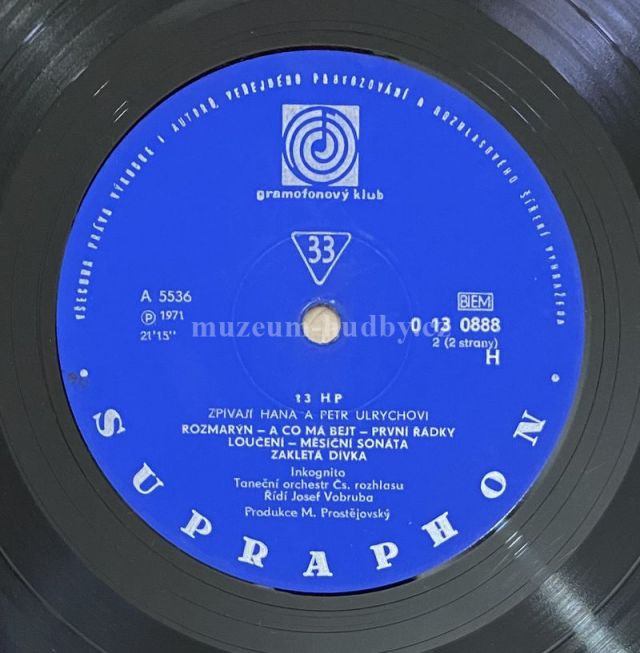 VŠECHNA PRÁVA VÝROBCE I AUTORŮ, VEŘEJNÉHO PROVOZOVÁNÍ A ROZHLASOVÉHO ŠÍŘENÍ VYHRAŽENA
gramofonový klub
33
A 5536
℗ 1971
21'15''
BIEM
0 13 0888
2 (2 strany)
H
muzeum-hudby.cz
13 HP
ZPÍVAJÍ HANA A PETR ULRYCHOVI
ROZMARÝN – A CO MÁ BEJT – PRVNÍ ŘÁDKY
LOUČENÍ – MĚSÍČNÍ SONÁTA
ZAKLETÁ DÍVKA
Inkognito
Taneční orchestr Čs. rozhlasu
Řídí Josef Vobruba
Produkce M. Prostějovský
• SUPRAPHON •